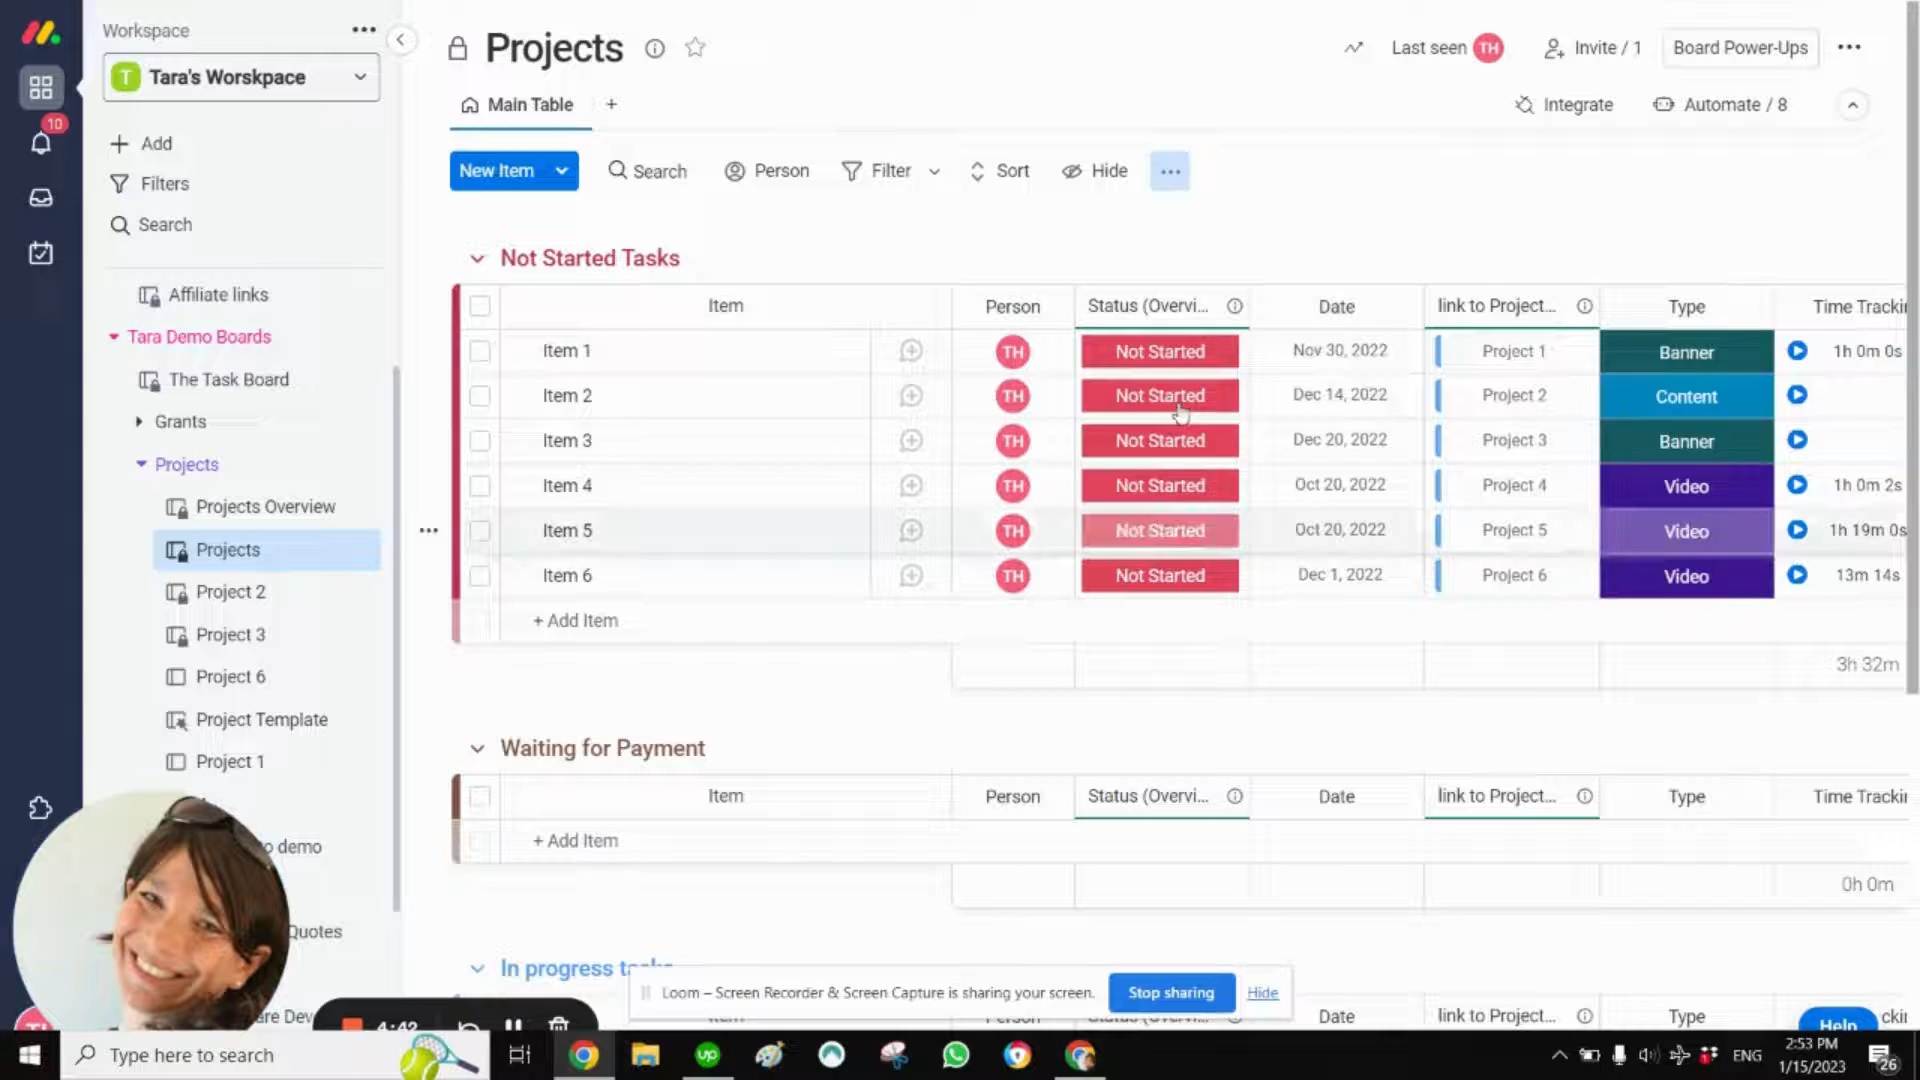 Workspace
T Tara's Worskpace
10
Add
Filters
Search
Affiliate links
Tara Demo Boards
The Task Board
Grants
Projects
Projects Overview
Projects
Project 2
Project 3
Project 6
Project Template
Project 1
demo
Quotes
Projects
Last seen TH
Invite / 1
Board Power-Ups
Main Table +
Integrate
Automate / 8
New Item
Search
Person
Filter
Sort
Hide
Not Started Tasks
Item Person Status (Overvi... Date link to Project... Type
Item 1 TH Not Started Nov 30, 2022 Project 1 Banner 1h 0m 0s
Item 2 TH Not Started Dec 14, 2022 Project 2 Content
Item 3 TH Not Started Dec 20, 2022 Project 3 Banner
Item 4 TH Not Started Oct 20, 2022 Project 4 Video 1h 0m 2s
Item 5 TH Not Started Oct 20, 2022 Project 5 Video 1h 19m 0s
Item 6 TH Not Started Dec 1, 2022 Project 6 Video 13m 14s
+ Add Item
3h 32m
Waiting for Payment
Item Person Status (Overvi... Date link to Project... Type
+ Add Item
0h 0m
In progress
Date link to Project... Type
Loom – Screen Recorder & Screen Capture is sharing your screen.
Stop sharing
Hide
Help
4:42
Type here to search
up
ENG
2:53 PM
1/15/2023
26